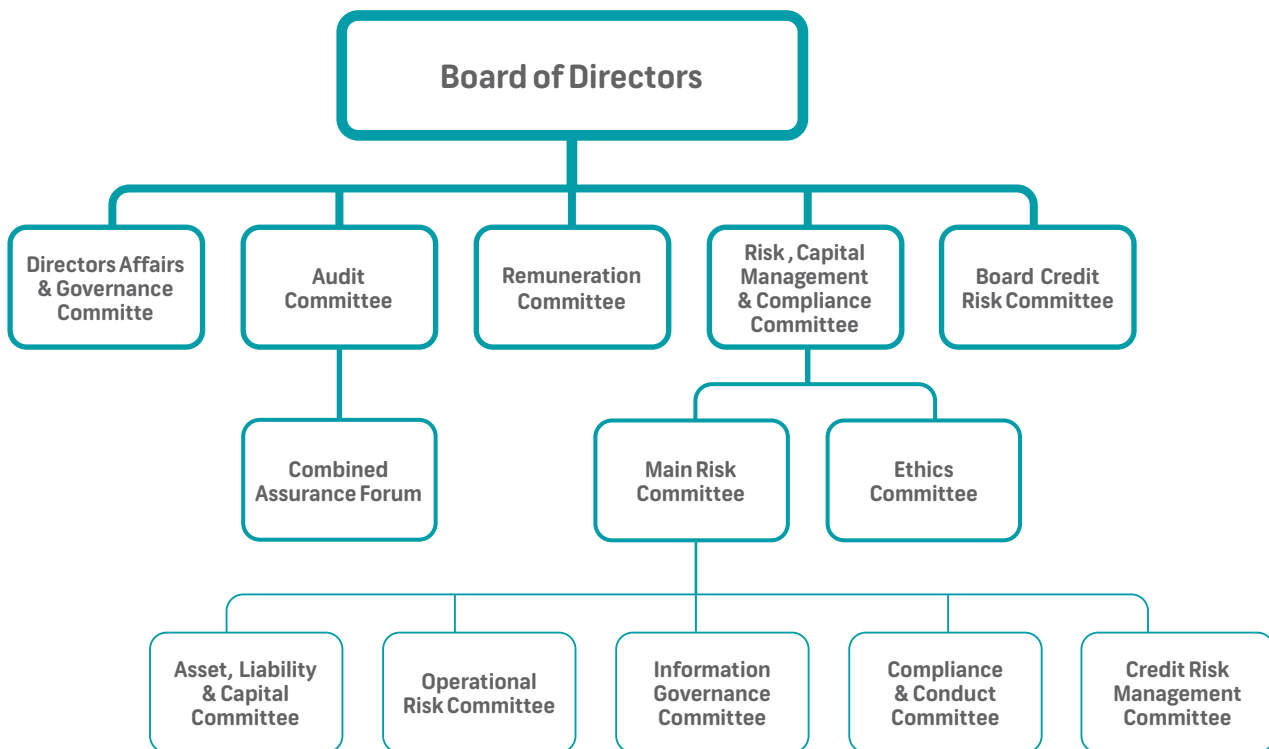 Board of Directors
Directors Affairs
& Governance
Committe
Audit
Committee
Remuneration
Committee
Risk , Capital
Management
& Compliance
Committee
Board Credit
Risk Committee
Combined
Assurance Forum
Main Risk
Committee
Ethics
Committee
Asset, Liability
& Capital
Committee
Operational
Risk Committee
Information
Governance
Committee
Compliance
& Conduct
Committee
Credit Risk
Management
Committee